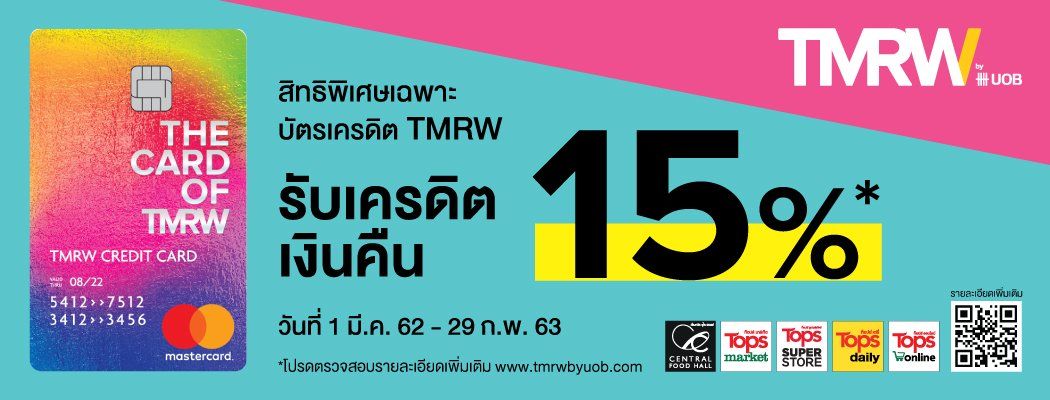 THE
CARD
OF
TMRW
TMRW CREDIT CARD
VALID
THRU 08/22
5412>>7512
3412>>3456
mastercard.
TMRW
by UOB
สิทธิพิเศษเฉพาะ
บัตรเครดิต TMRW
รับเครดิต
เงินคืน
15%*
วันที่ 1 มี.ค. 62 - 29 ก.พ. 63
*โปรดตรวจสอบรายละเอียดเพิ่มเติม www.tmrwbyuob.com
รายละเอียดเพิ่มเติม
CENTRAL
FOOD HALL
Tops
market
Tops
SUPER
STORE
Tops
daily
Tops
online